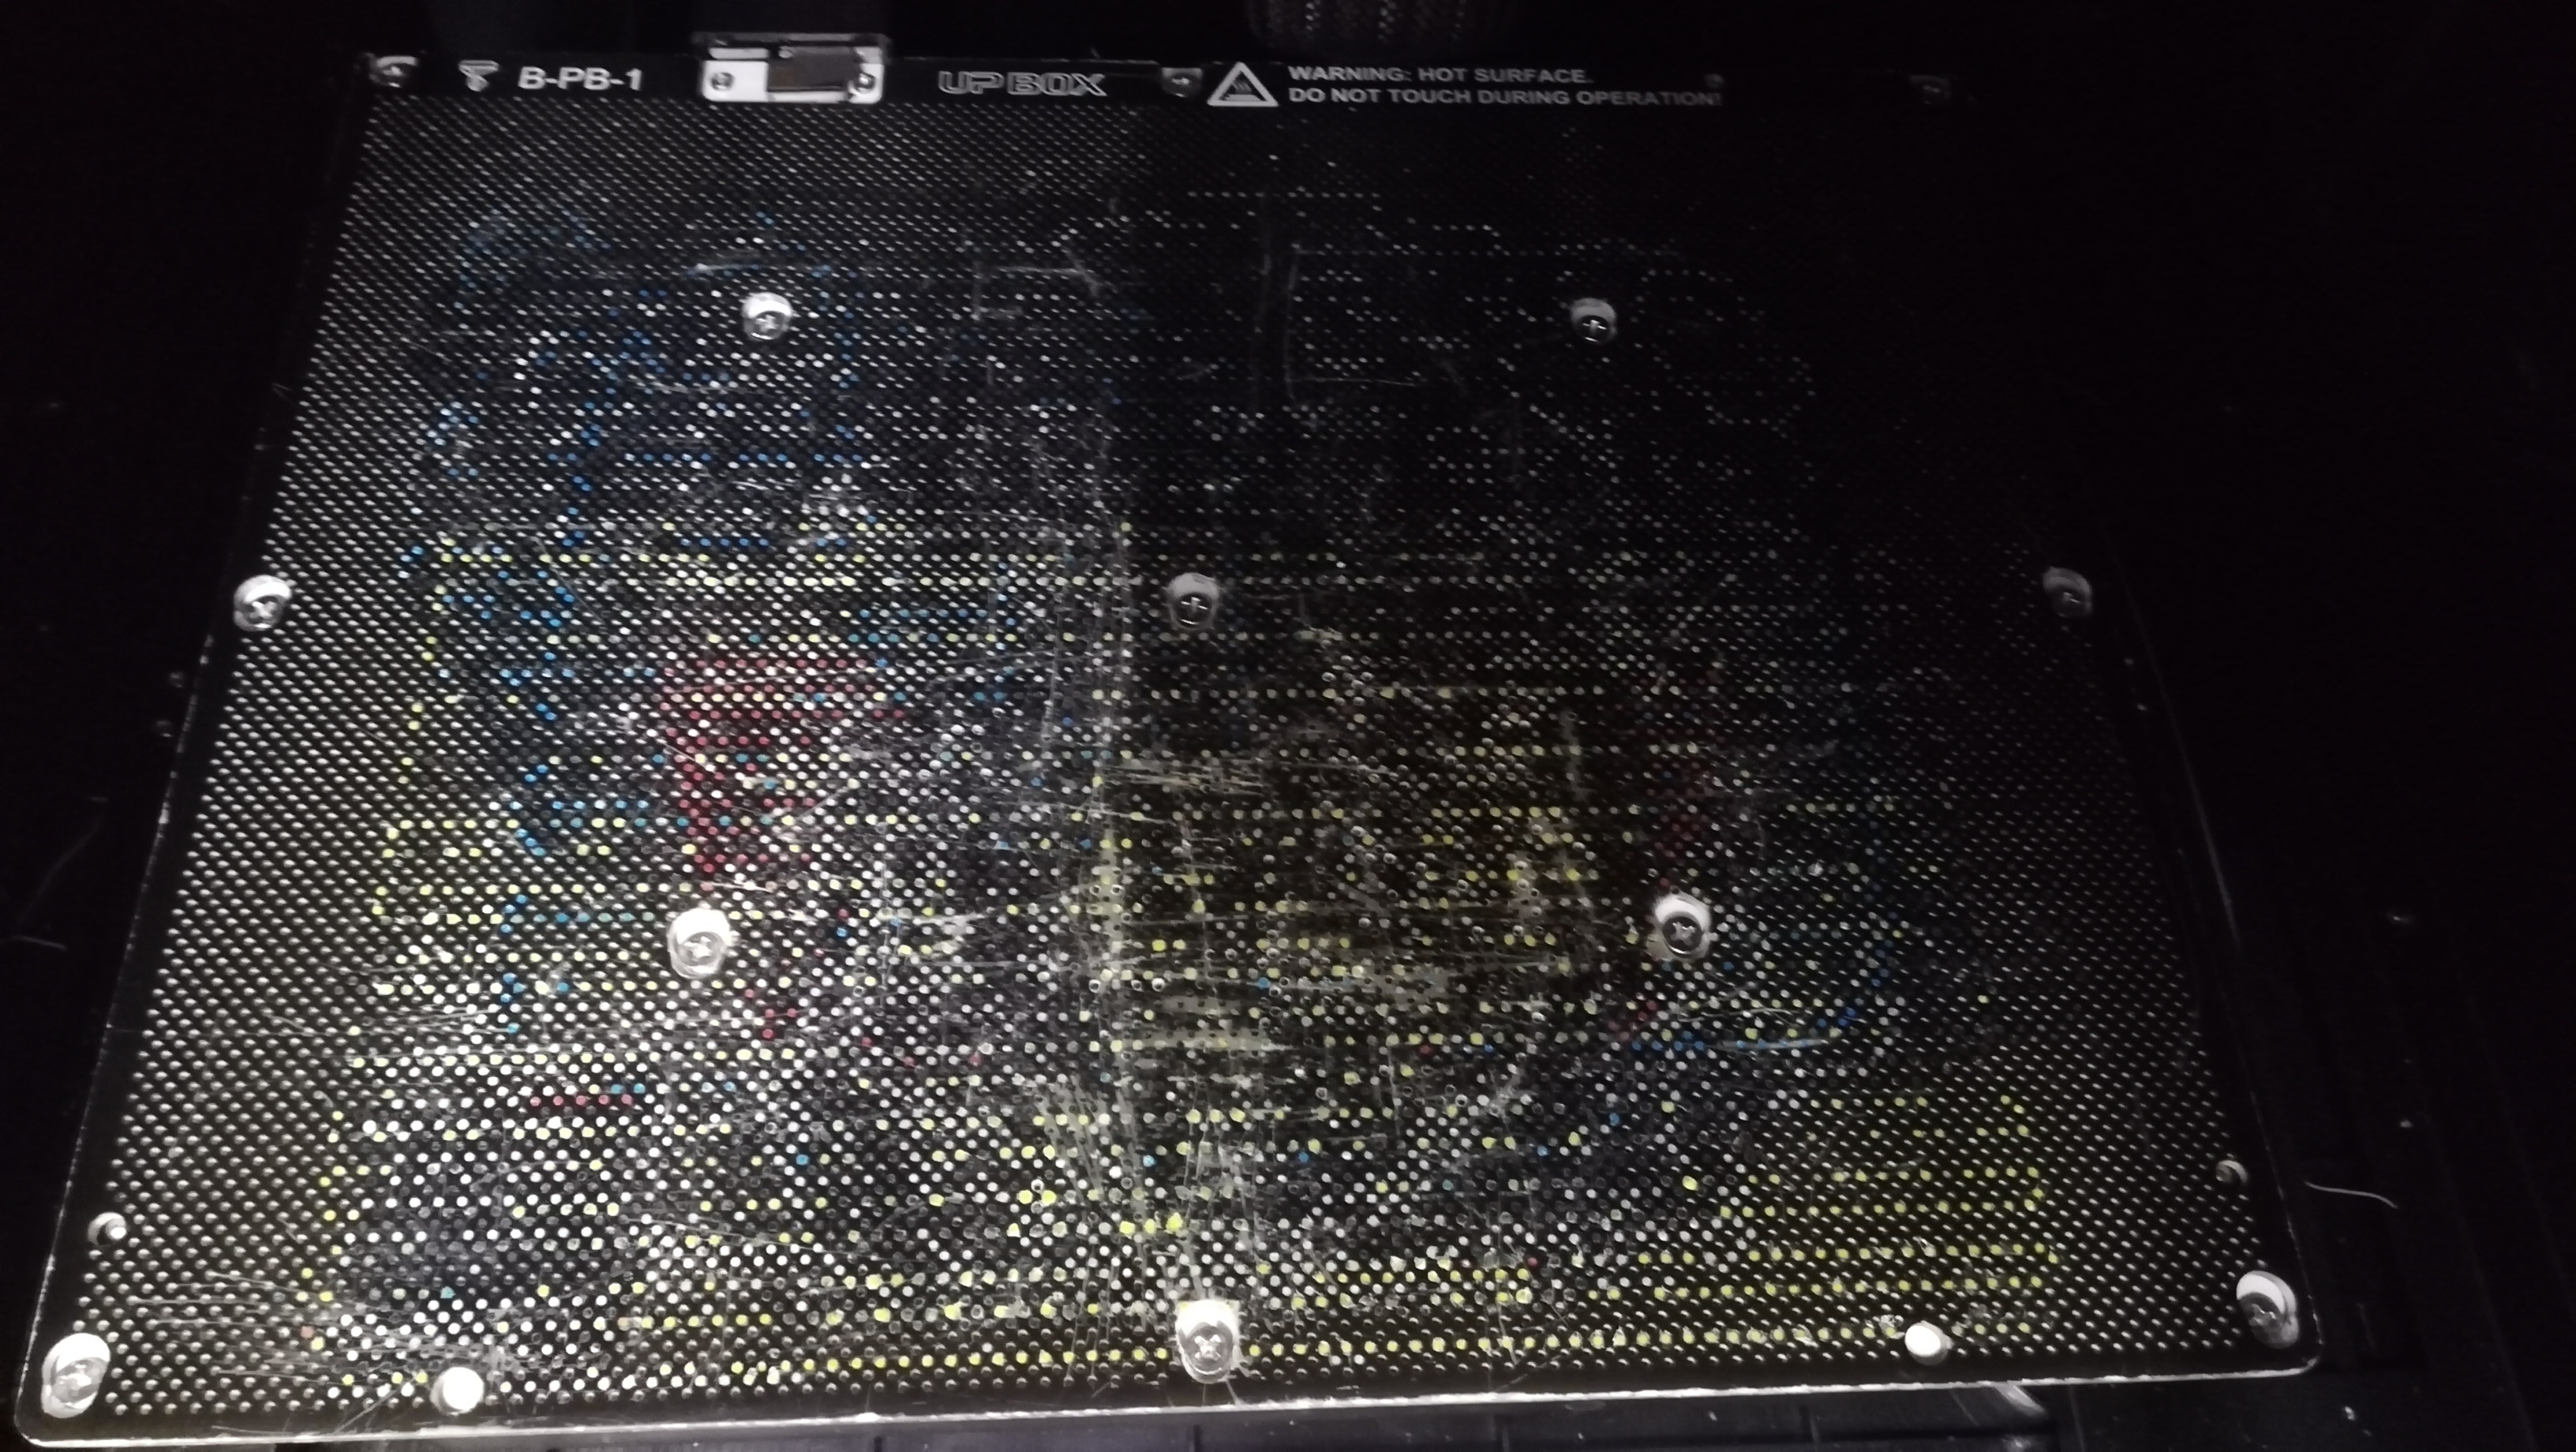 B-PB-1
UP BOX
WARNING: HOT SURFACE.
DO NOT TOUCH DURING OPERATION!